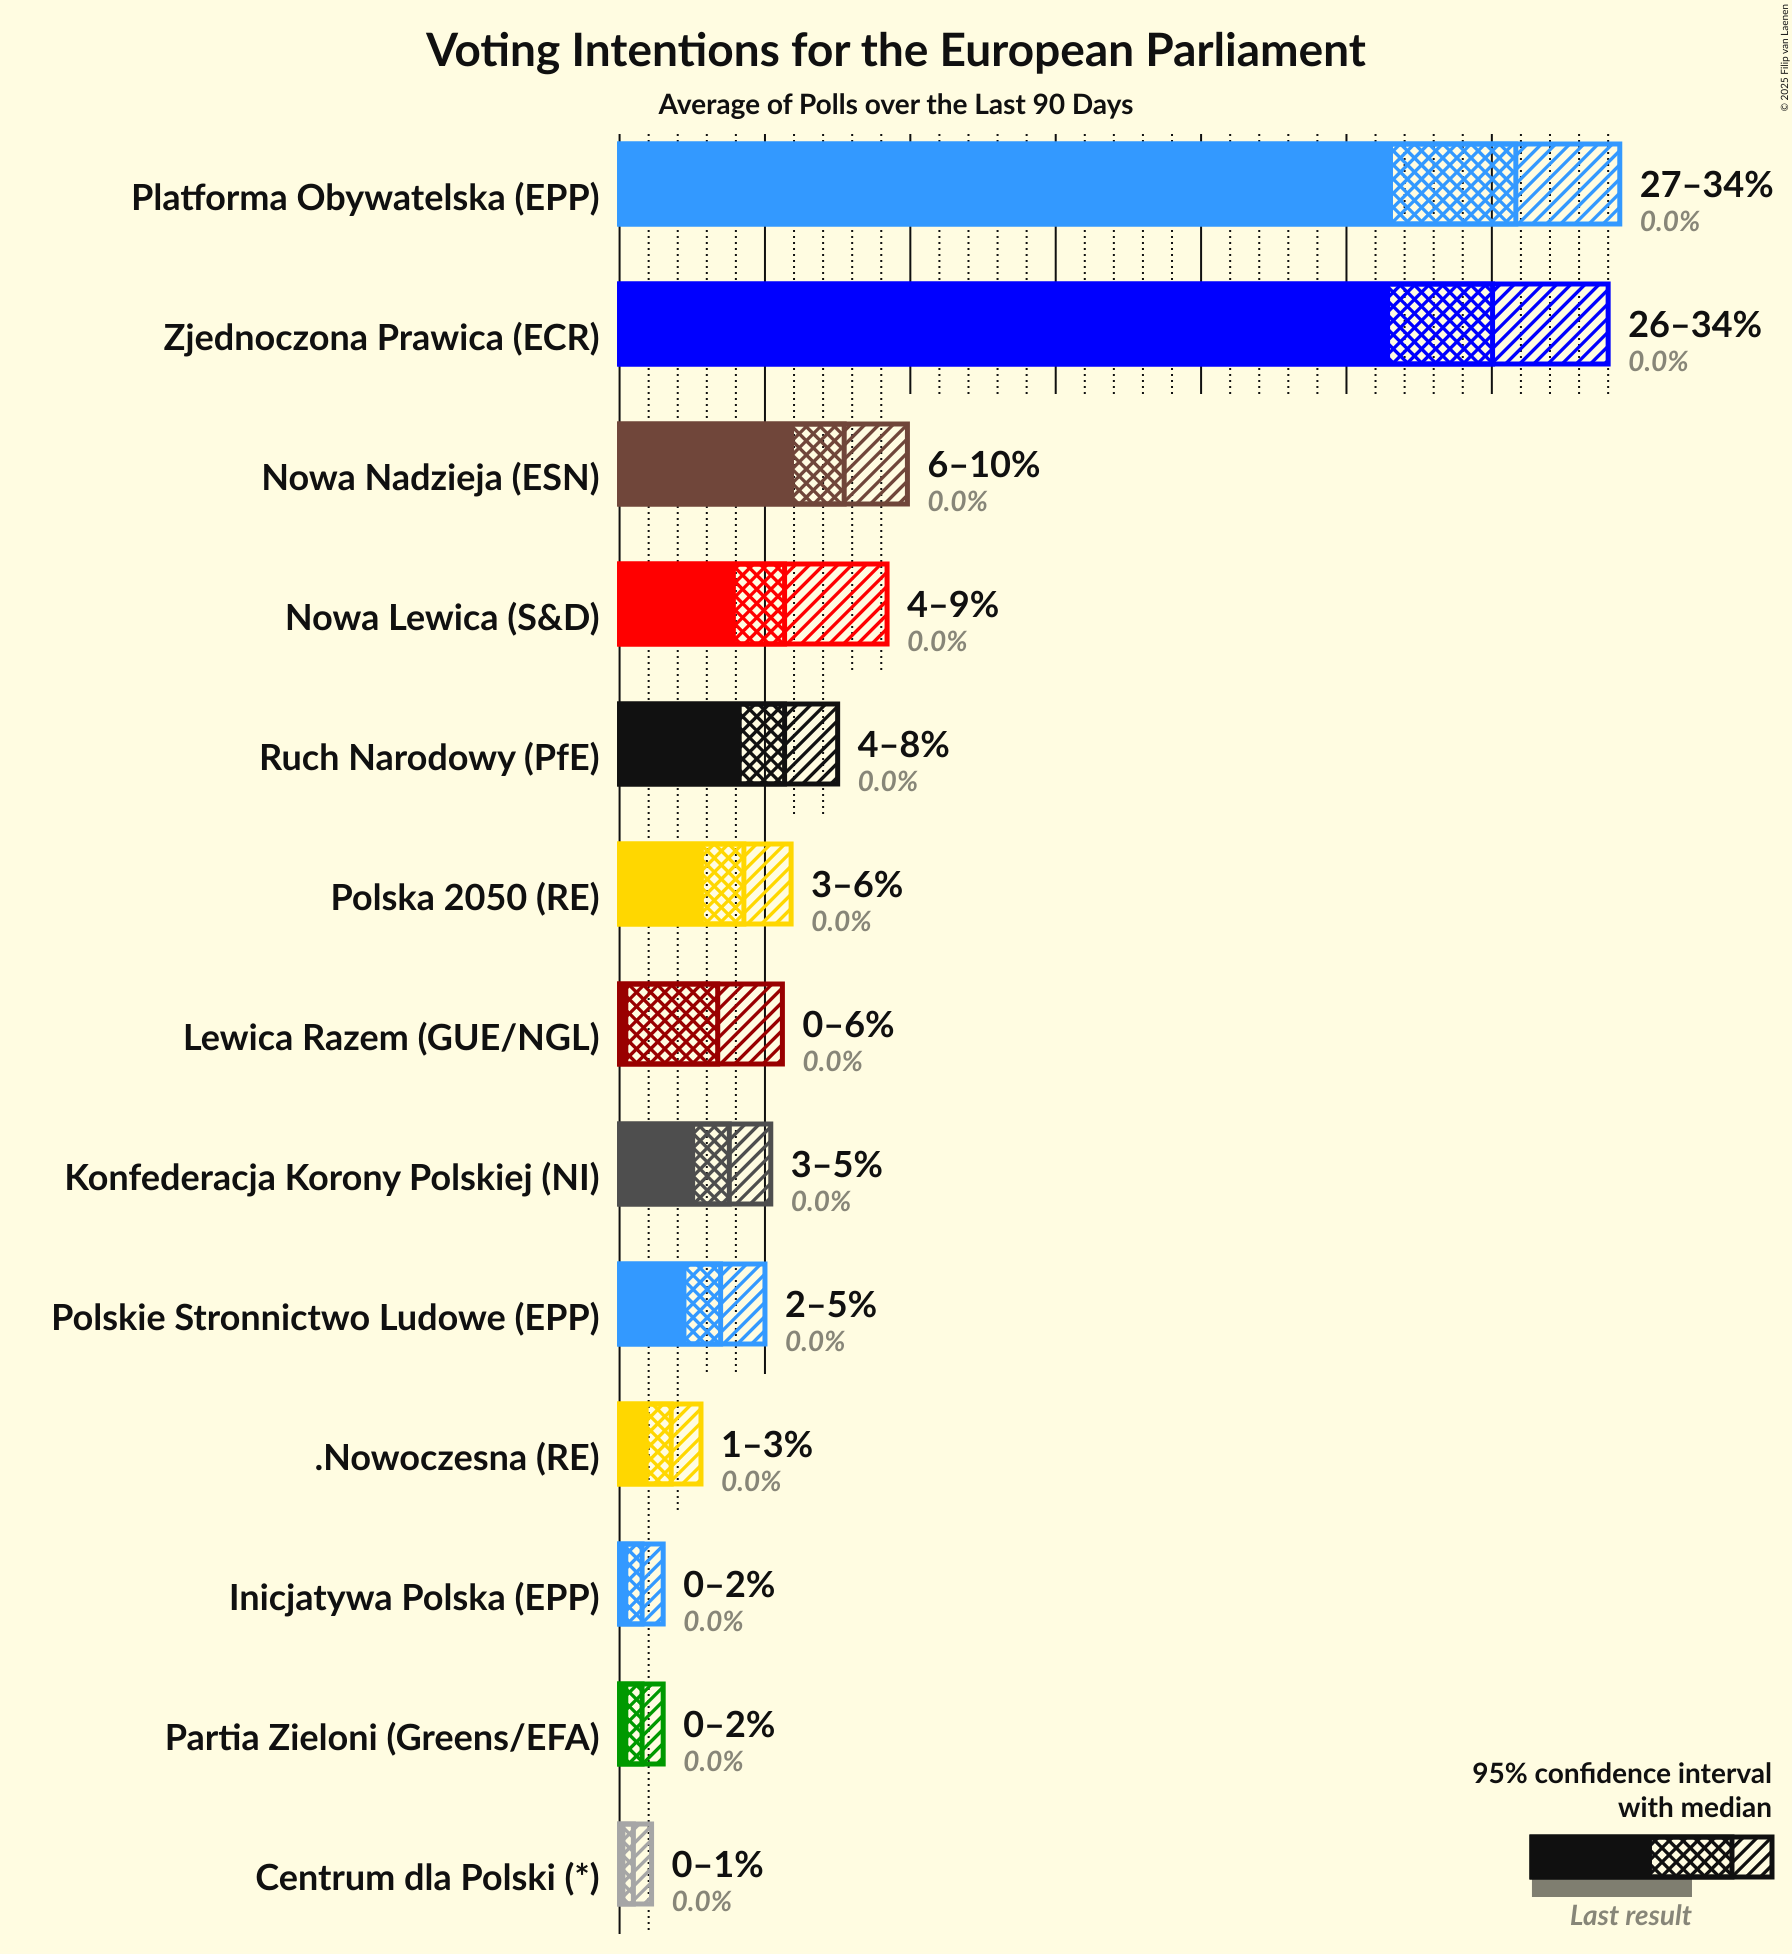 Voting Intentions for the European Parliament
Average of Polls over the Last 90 Days
© 2025 Filip van Laenen
Platforma Obywatelska (EPP)
27–34%
0.0%
Zjednoczona Prawica (ECR)
26–34%
0.0%
Nowa Nadzieja (ESN)
6–10%
0.0%
Nowa Lewica (S&D)
4–9%
0.0%
Ruch Narodowy (PfE)
4–8%
0.0%
Polska 2050 (RE)
3–6%
0.0%
Lewica Razem (GUE/NGL)
0–6%
0.0%
Konfederacja Korony Polskiej (NI)
3–5%
0.0%
Polskie Stronnictwo Ludowe (EPP)
2–5%
0.0%
.Nowoczesna (RE)
1–3%
0.0%
Inicjatywa Polska (EPP)
0–2%
0.0%
Partia Zieloni (Greens/EFA)
0–2%
0.0%
Centrum dla Polski (*)
0–1%
0.0%
95% confidence interval
with median
Last result